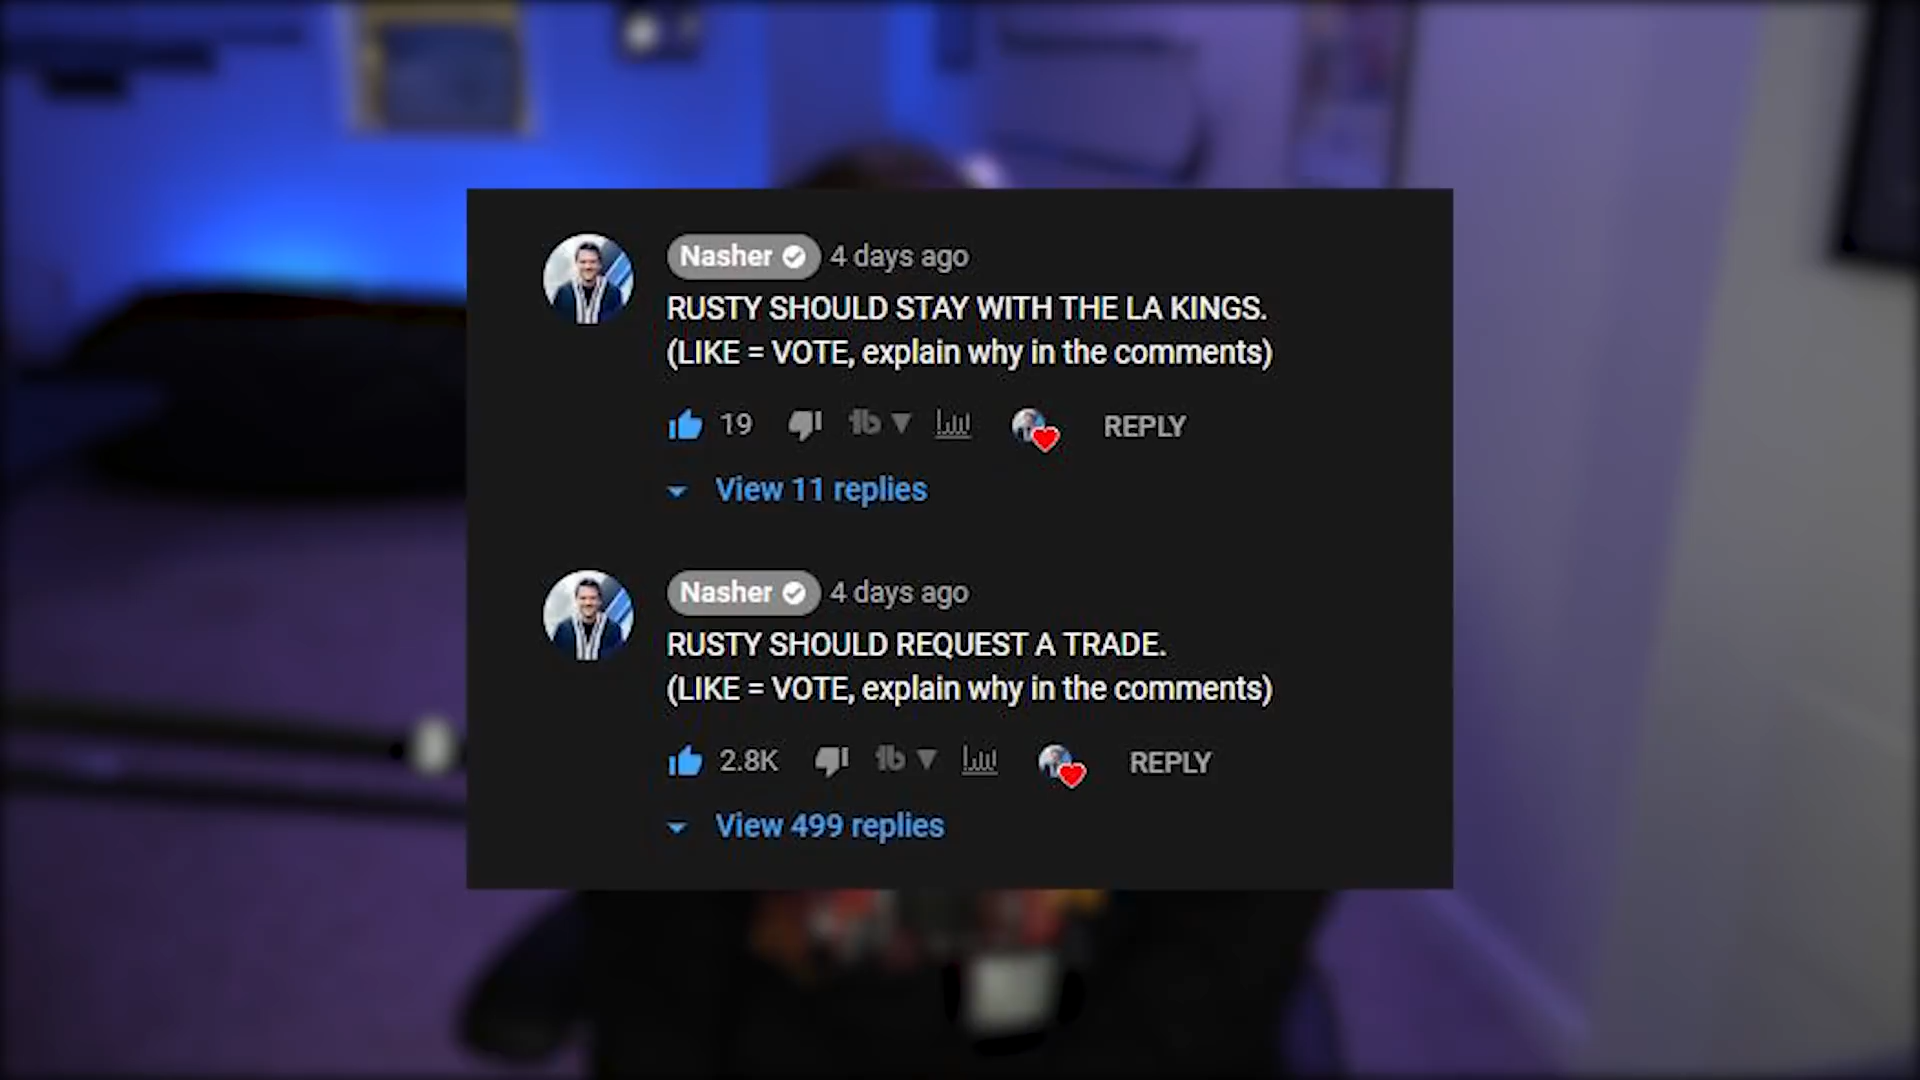 Nasher 4 days ago
RUSTY SHOULD STAY WITH THE LA KINGS.
(LIKE = VOTE, explain why in the comments)
19 REPLY
View 11 replies
Nasher 4 days ago
RUSTY SHOULD REQUEST A TRADE.
(LIKE = VOTE, explain why in the comments)
2.8K REPLY
View 499 replies